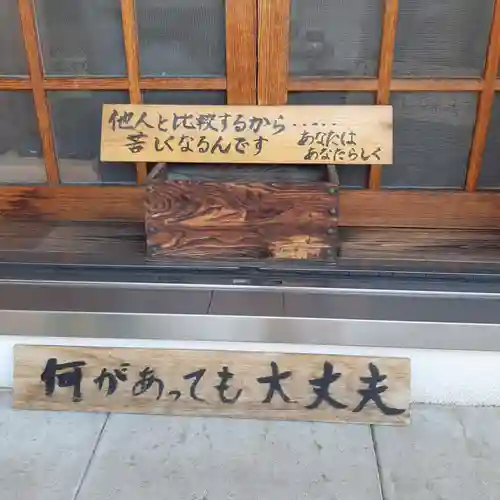 他人と比較するから……
苦しくなるんです
あなたは
あなたらしく
何があっても大丈夫